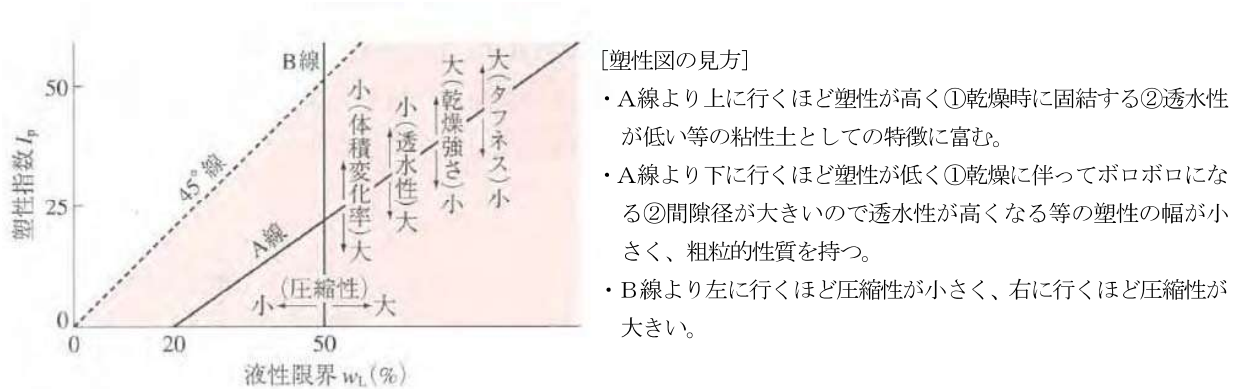 B線
50
25
0
塑性指数 Ip
45°線
A線
小(体積変化率)大
小(透水性)大
大(乾燥強さ)小
大(タフネス)小
(圧縮性)
小 大
0
20
50
液性限界 wL(%)
[塑性図の見方]
・A線より上に行くほど塑性が高く①乾燥時に固結する②透水性
が低い等の粘性土としての特徴に富む。
・A線より下に行くほど塑性が低く①乾燥に伴ってボロボロにな
る②間隙径が大きいので透水性が高くなる等の塑性の幅が小
さく、粗粒的性質を持つ。
・B線より左に行くほど圧縮性が小さく、右に行くほど圧縮性が
大きい。